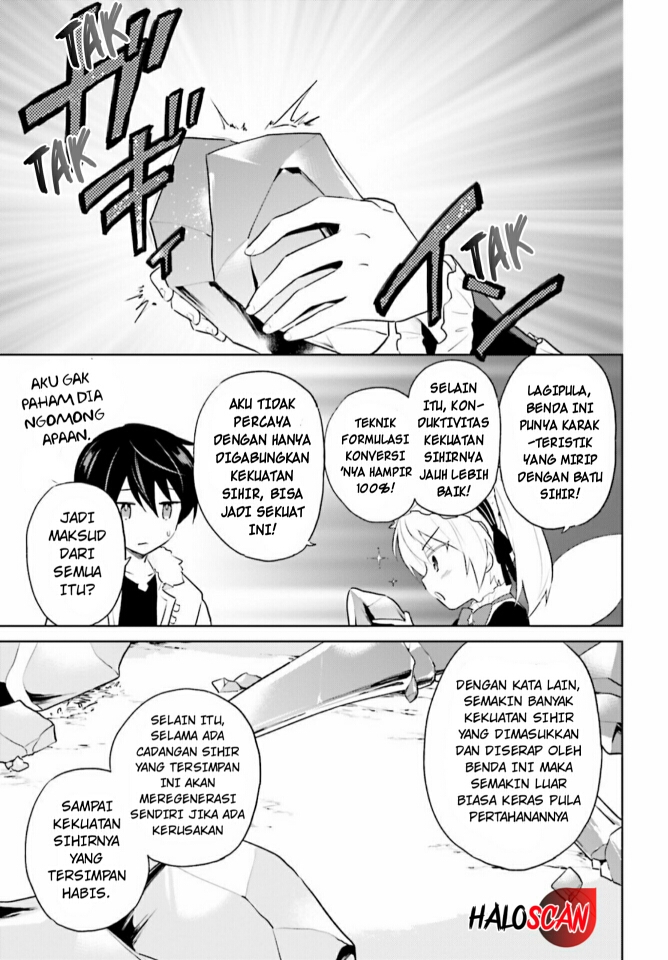 TAK
ガ
TAK
ギ
ィ
TAK
ン
LAGIPULA,
BENDA INI
PUNYA KARAK
-TERISTIK
YANG MIRIP
DENGAN BATU
SIHIR!
SELAIN
ITU, KON-
DUKTIVITAS
KEKUATAN
SIHIRNYA
JAUH LEBIH
BAIK!
TEKNIK
FORMULASI
KONVERSI
'NYA HAMPIR
100%!
AKU TIDAK
PERCAYA
DENGAN HANYA
DIGABUNGKAN
KEKUATAN
SIHIR, BISA
JADI SEKUAT
INI!
AKU GAK
PAHAM DIA
NGOMONG
APAAN.
JADI
MAKSUD
DARI
SEMUA
ITU?
DENGAN KATA LAIN,
SEMAKIN BANYAK
KEKUATAN SIHIR
YANG DIMASUKKAN
DAN DISERAP OLEH
BENDA INI MAKA
SEMAKIN LUAR
BIASA KERAS PULA
PERTAHANANNYA
SELAIN ITU,
SELAMA ADA
CADANGAN SIHIR
YANG TERSIMPAN
INI AKAN
MEREGENERASI
SENDIRI JIKA ADA
KERUSAKAN
SAMPAI
KEKUATAN
SIHIRNYA
YANG
TERSIMPAN
HABIS.
HALOSCAN